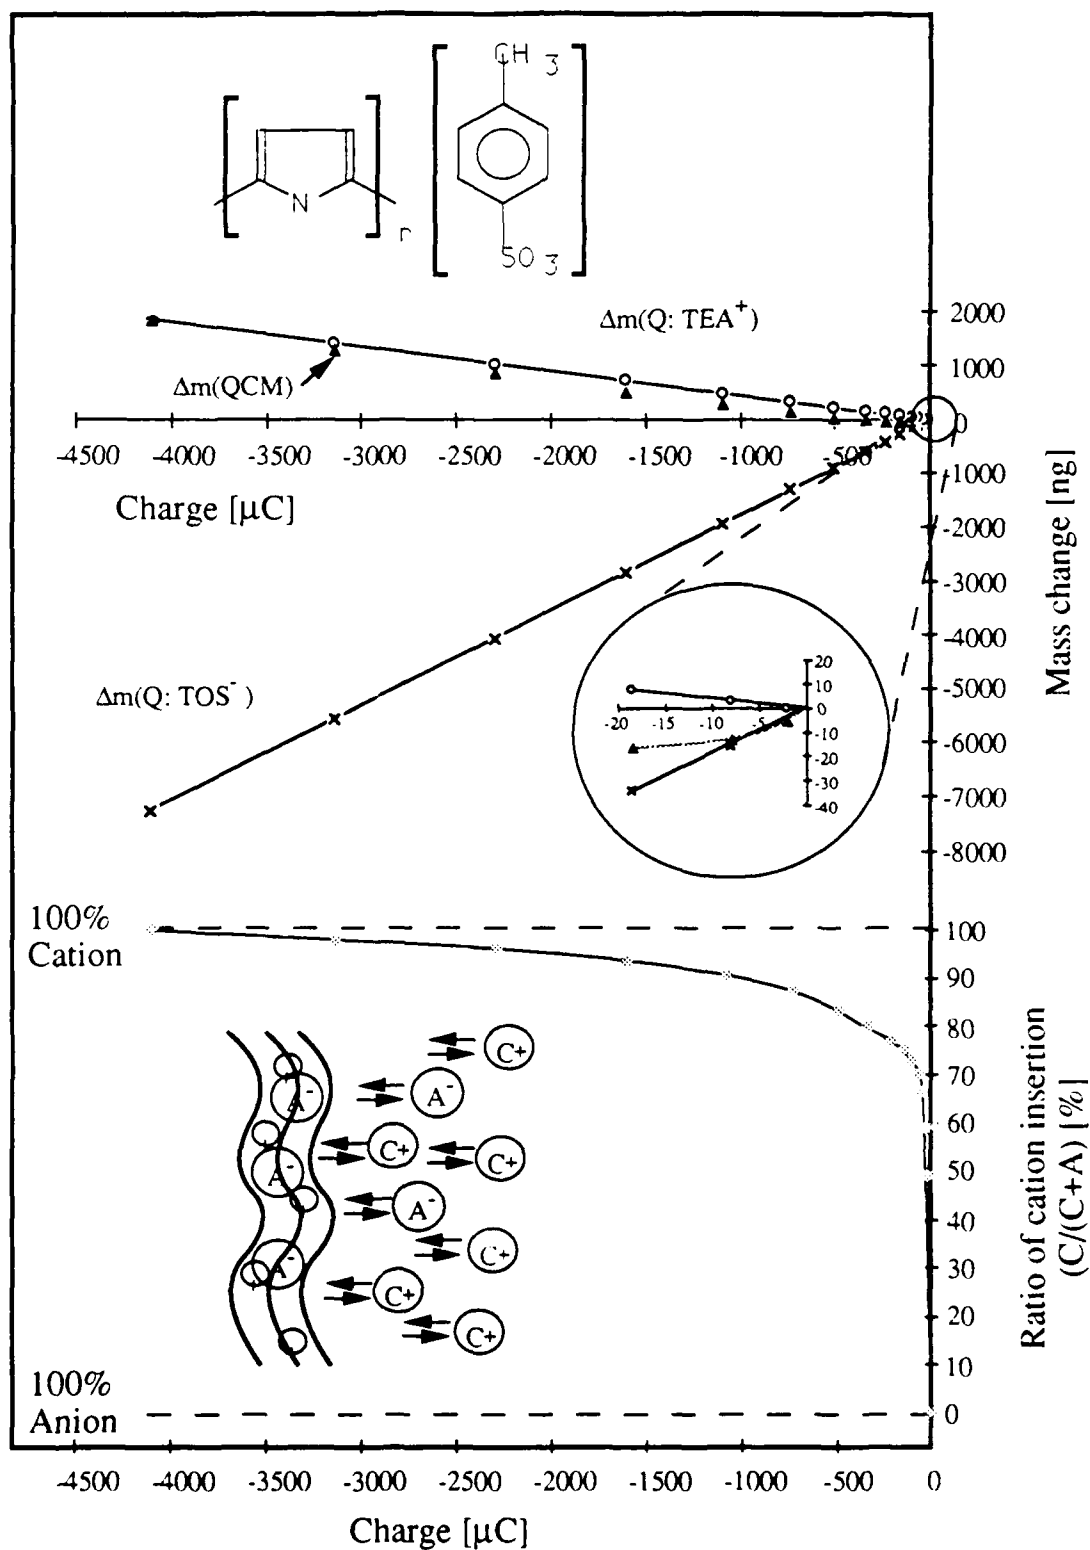 CH 3
N
n
SO 3
Δm(Q: TEA⁺)
Δm(QCM)
2000
1000
0
1000
-2000
-3000
-4000
-5000
-6000
-7000
-8000
Mass change [ng]
-4500 -4000 -3500 -3000 -2500 -2000 -1500 -1000 -500
Charge [μC]
Δm(Q: TOS⁻)
20
10
0
-10
-20
-30
-40
-20 -15 -10 -5
100%
Cation
100
90
80
70
60
50
40
30
20
10
0
Ratio of cation insertion
(C/(C+A) [%]
C+
A⁻ A⁻
C+ C+
A⁻ A⁻
C+
A⁻ C+
C+
100%
Anion
-4500 -4000 -3500 -3000 -2500 -2000 -1500 -1000 -500 0
Charge [μC]